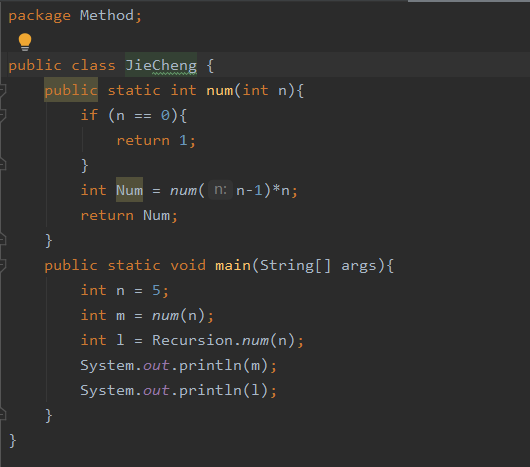 package Method;
public class JieCheng {
public static int num(int n){
if (n == 0){
return 1;
}
int Num = num( n: n-1)*n;
return Num;
}
public static void main(String[] args){
int n = 5;
int m = num(n);
int l = Recursion.num(n);
System.out.println(m);
System.out.println(l);
}
}